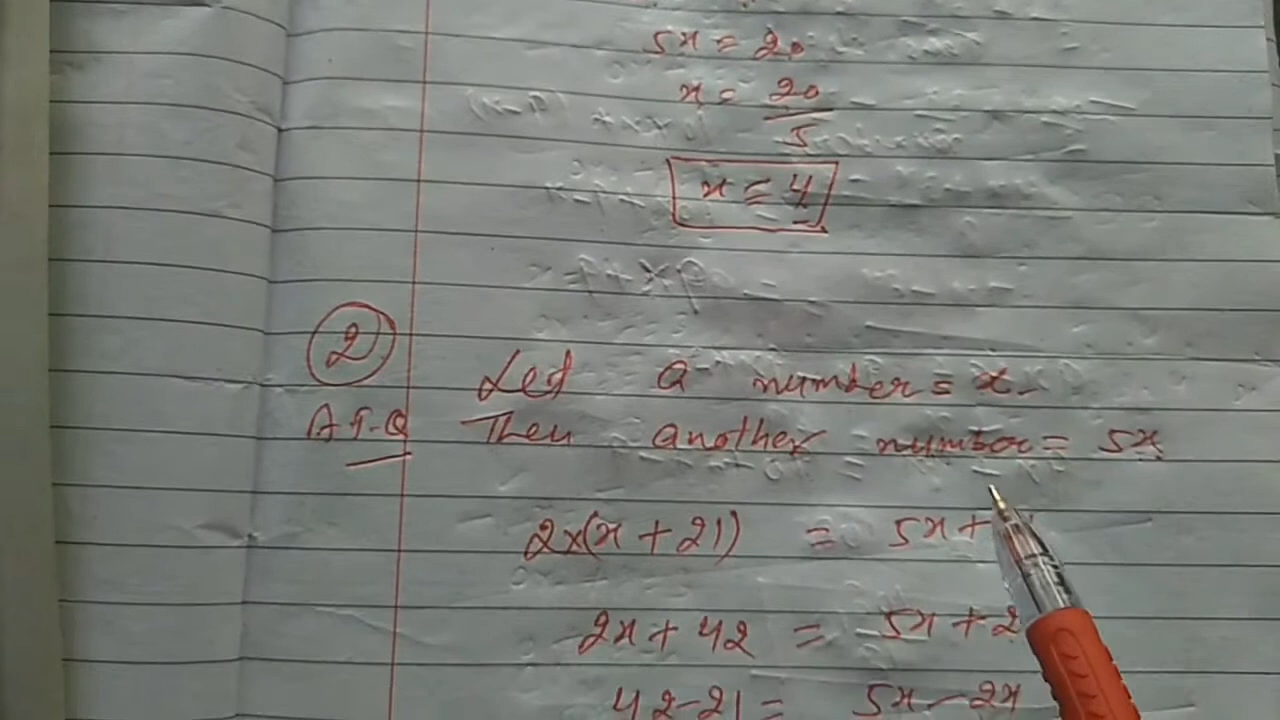 5x = 20
x = 20/5
x = 4
2
Let a number = x.
A.T.Q Then another number = 5x
2×(x + 21) = 5x +
2x + 42 = 5x + 2
42-21 = 5x - 2x